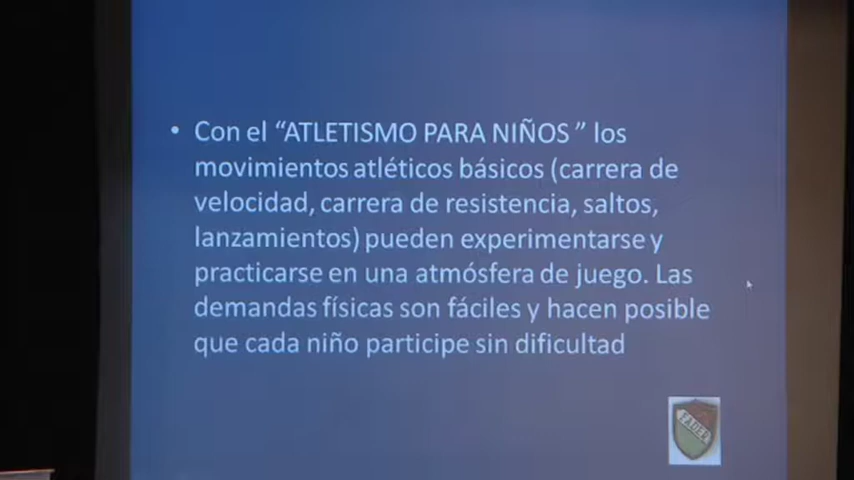 • Con el “ATLETISMO PARA NIÑOS ” los
movimientos atléticos básicos (carrera de
velocidad, carrera de resistencia, saltos,
lanzamientos) pueden experimentarse y
practicarse en una atmósfera de juego. Las
demandas físicas son fáciles y hacen posible
que cada niño participe sin dificultad